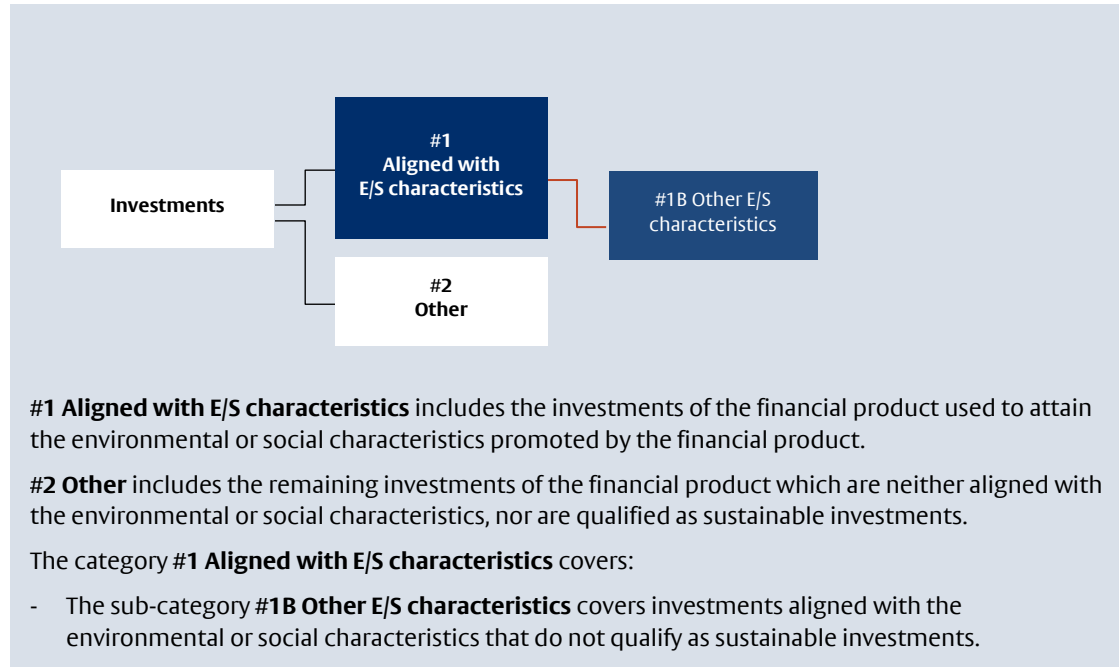 #1
Aligned with
E/S characteristics
Investments
#1B Other E/S
characteristics
#2
Other
#1 Aligned with E/S characteristics includes the investments of the financial product used to attain
the environmental or social characteristics promoted by the financial product.
#2 Other includes the remaining investments of the financial product which are neither aligned with
the environmental or social characteristics, nor are qualified as sustainable investments.
The category #1 Aligned with E/S characteristics covers:
- The sub-category #1B Other E/S characteristics covers investments aligned with the
environmental or social characteristics that do not qualify as sustainable investments.